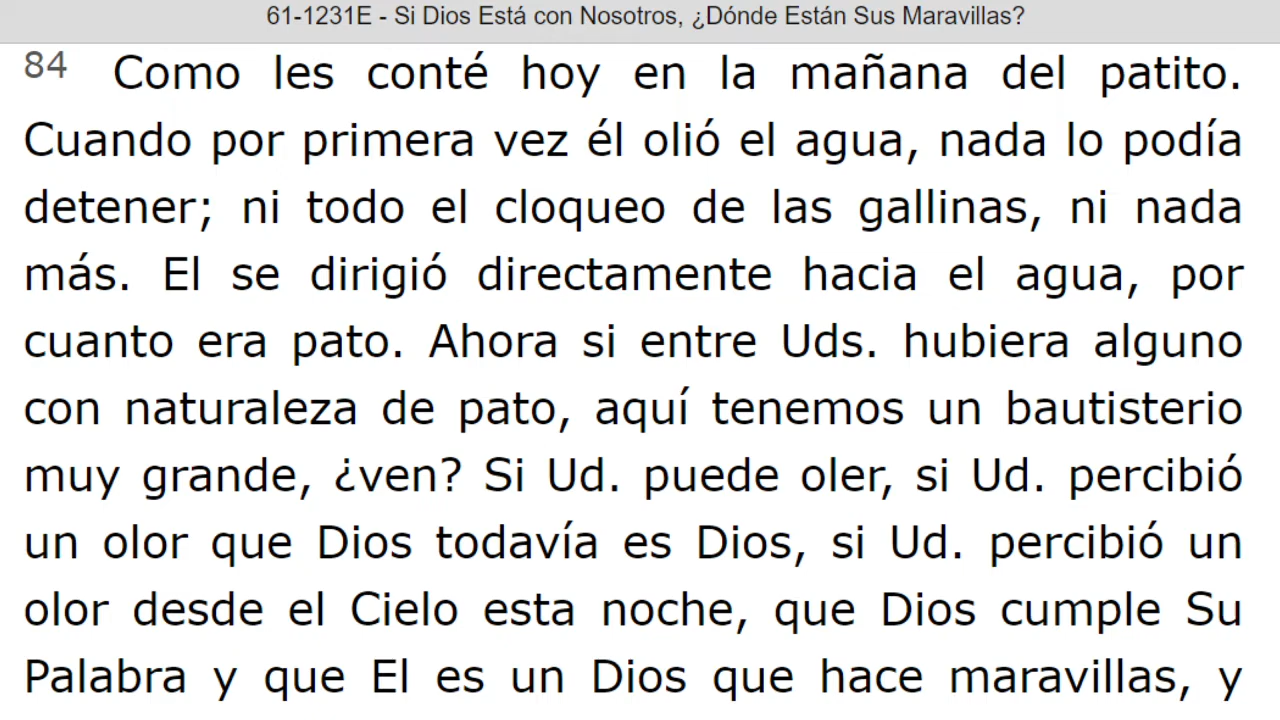 61-1231E - Si Dios Está con Nosotros, ¿Dónde Están Sus Maravillas?
84 Como les conté hoy en la mañana del patito.
Cuando por primera vez él olió el agua, nada lo podía
detener; ni todo el cloqueo de las gallinas, ni nada
más. El se dirigió directamente hacia el agua, por
cuanto era pato. Ahora si entre Uds. hubiera alguno
con naturaleza de pato, aquí tenemos un bautisterio
muy grande, ¿ven? Si Ud. puede oler, si Ud. percibió
un olor que Dios todavía es Dios, si Ud. percibió un
olor desde el Cielo esta noche, que Dios cumple Su
Palabra y que El es un Dios que hace maravillas, y